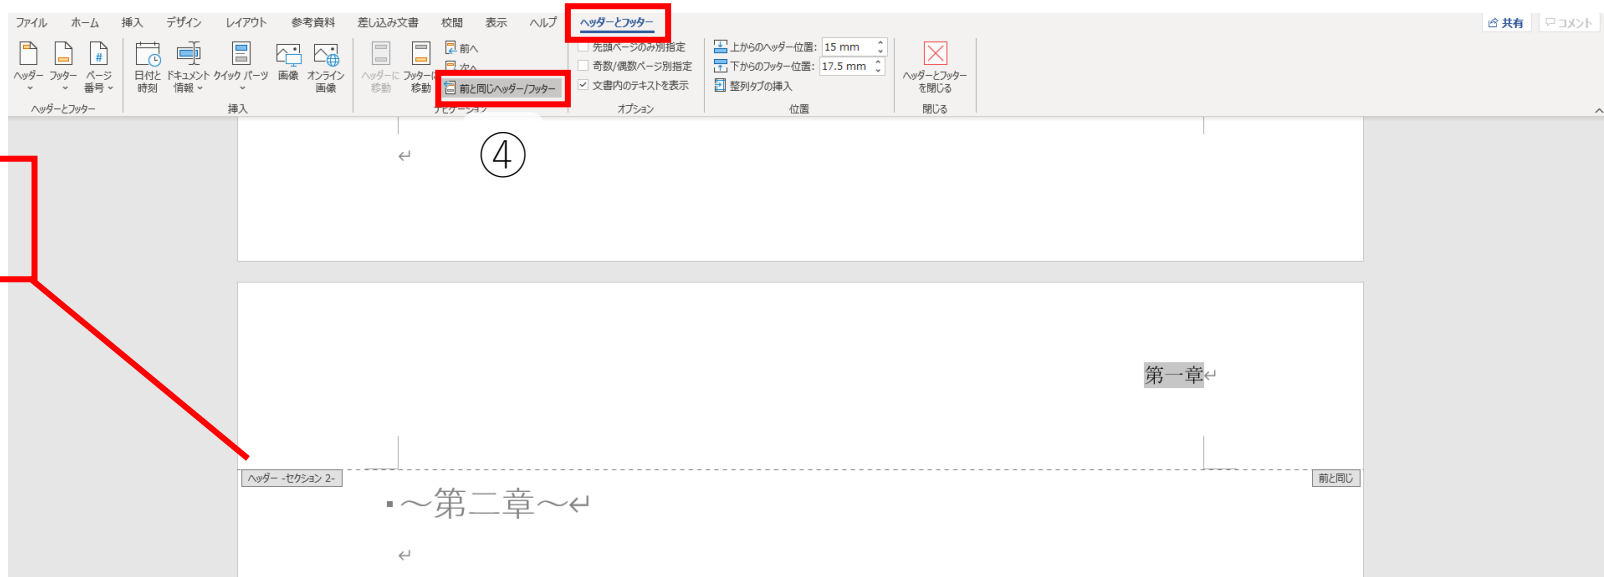 ファイル ホーム 挿入 デザイン レイアウト 参考資料 差し込み文書 校閲 表示 ヘルプ ヘッダーとフッター 共有 コメント
ヘッダー フッター ページ番号
ヘッダーとフッター
日付と時刻 ドキュメント情報 クイック パーツ 画像 オンライン画像
挿入
ヘッダーに移動 フッターに移動
前へ
次へ
前と同じヘッダー/フッター
ナビゲーション
先頭ページのみ別指定
奇数/偶数ページ別指定
文書内のテキストを表示
オプション
上からのヘッダー位置: 15 mm
下からのフッター位置: 17.5 mm
整列タブの挿入
位置
ヘッダーとフッターを閉じる
閉じる
④
第一章
ヘッダー -セクション 2-
前と同じ
～第二章～